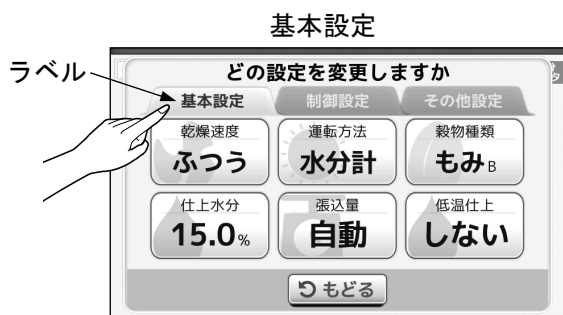 基本設定
ラベル
どの設定を変更しますか
基本設定 制御設定 その他設定
乾燥速度 運転方法 穀物種類
ふつう 水分計 もみB
仕上水分 張込量 低温仕上
15.0% 自動 しない
もどる